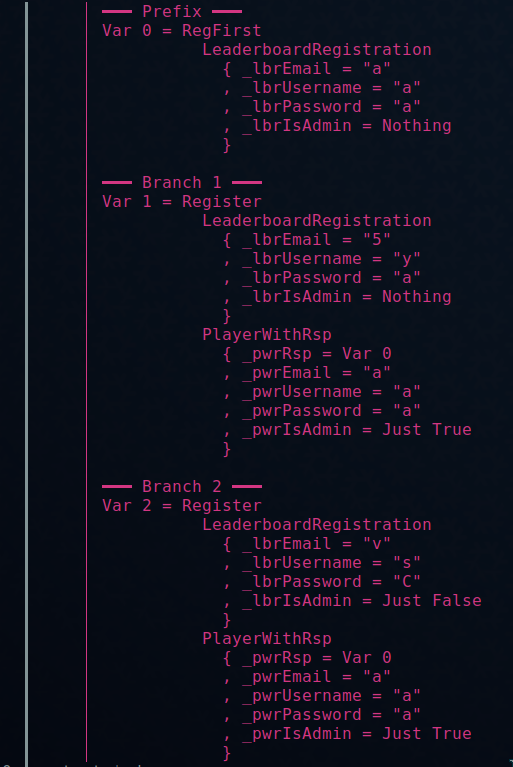 ━━━ Prefix ━━━
Var 0 = RegFirst
          LeaderboardRegistration
            { _lbrEmail = "a"
            , _lbrUsername = "a"
            , _lbrPassword = "a"
            , _lbrIsAdmin = Nothing
            }
━━━ Branch 1 ━━━
Var 1 = Register
          LeaderboardRegistration
            { _lbrEmail = "5"
            , _lbrUsername = "y"
            , _lbrPassword = "a"
            , _lbrIsAdmin = Nothing
            }
          PlayerWithRsp
            { _pwrRsp = Var 0
            , _pwrEmail = "a"
            , _pwrUsername = "a"
            , _pwrPassword = "a"
            , _pwrIsAdmin = Just True
            }
━━━ Branch 2 ━━━
Var 2 = Register
          LeaderboardRegistration
            { _lbrEmail = "v"
            , _lbrUsername = "s"
            , _lbrPassword = "C"
            , _lbrIsAdmin = Just False
            }
          PlayerWithRsp
            { _pwrRsp = Var 0
            , _pwrEmail = "a"
            , _pwrUsername = "a"
            , _pwrPassword = "a"
            , _pwrIsAdmin = Just True
            }